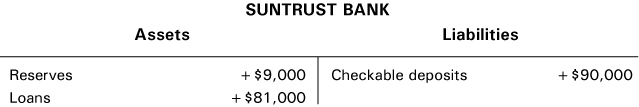 SUNTRUST BANK
Assets Liabilities
Reserves +$9,000 Checkable deposits +$90,000
Loans +$81,000